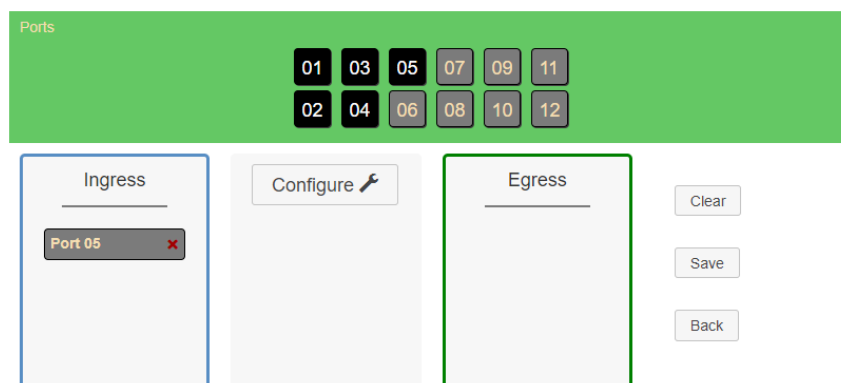 Ports
01 03 05 07 09 11
02 04 06 08 10 12
Ingress
Port 05
Configure
Egress
Clear
Save
Back